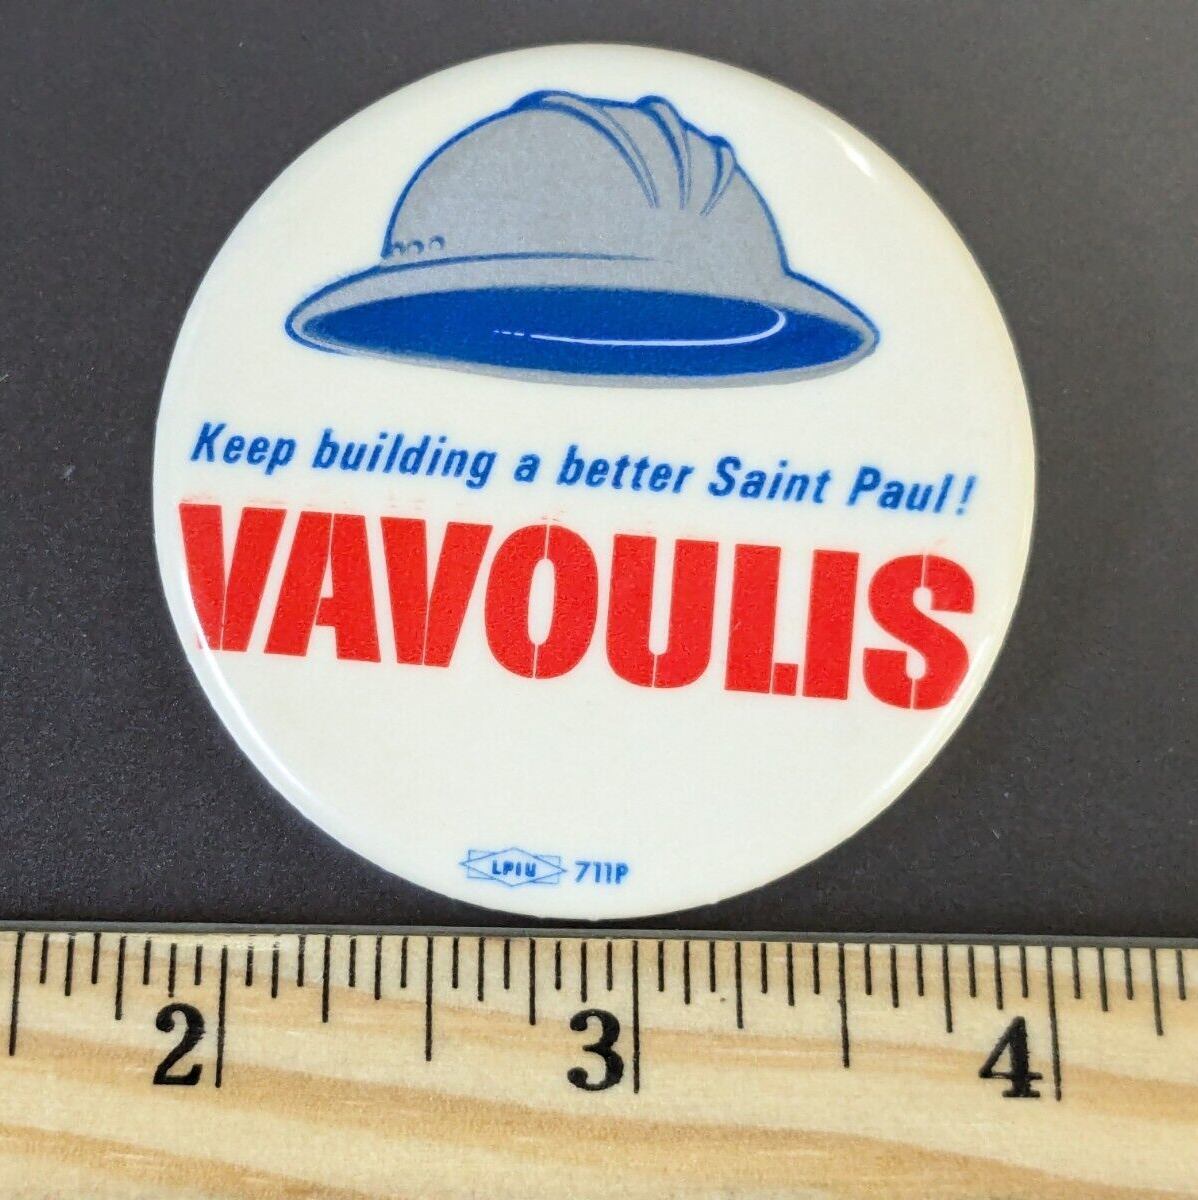 Keep building a better Saint Paul!
VAVOULIS
LPIU 711P
2 3 4